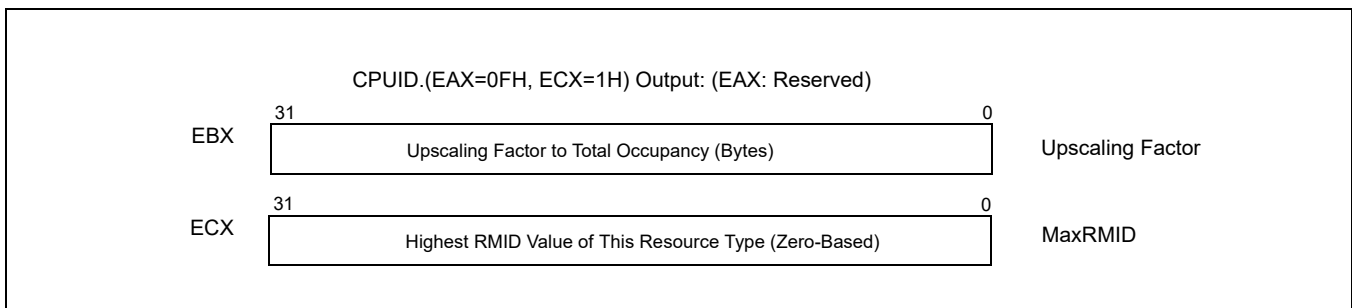 CPUID.(EAX=0FH, ECX=1H) Output: (EAX: Reserved)
31 0
EBX Upscaling Factor to Total Occupancy (Bytes) Upscaling Factor
31 0
ECX Highest RMID Value of This Resource Type (Zero-Based) MaxRMID